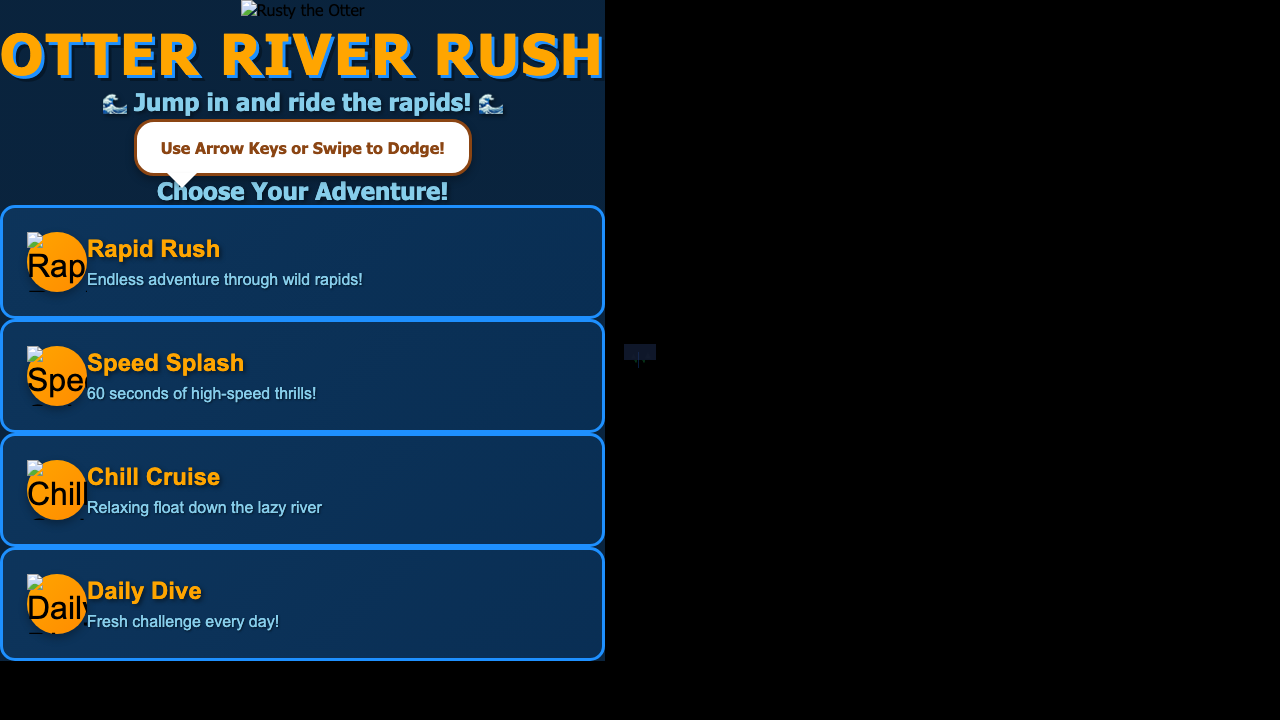 Rusty the Otter
OTTER RIVER RUSH
🌊 Jump in and ride the rapids! 🌊
Use Arrow Keys or Swipe to Dodge!
Choose Your Adventure!
Rap
Rapid Rush
Endless adventure through wild rapids!
Spee
Speed Splash
60 seconds of high-speed thrills!
Chill
Chill Cruise
Relaxing float down the lazy river
Daily
Daily Dive
Fresh challenge every day!